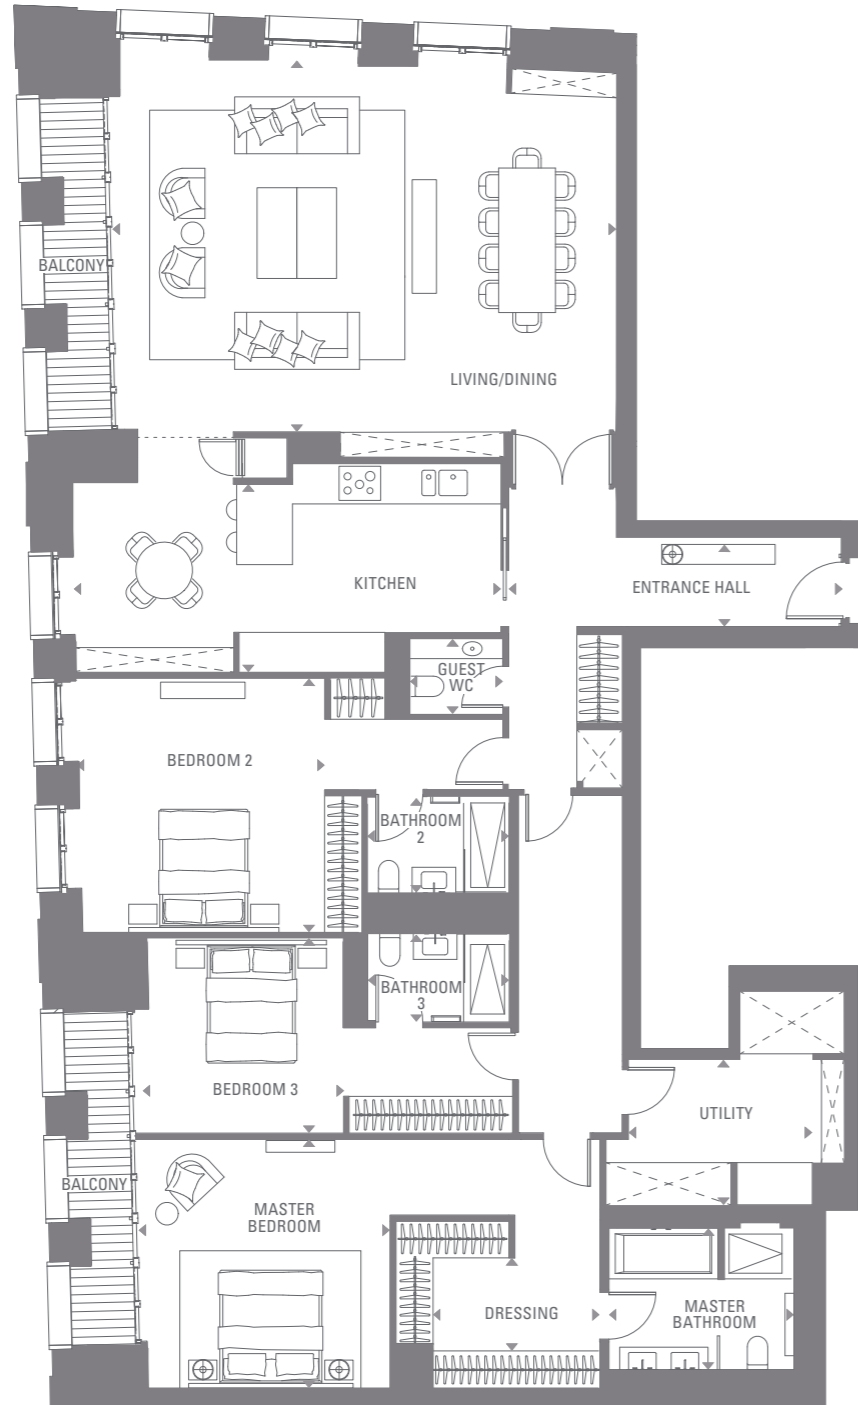 BALCONY
LIVING/DINING
KITCHEN
ENTRANCE HALL
GUEST
WC
BEDROOM 2
BATHROOM
2
BATHROOM
3
BEDROOM 3
UTILITY
BALCONY
MASTER
BEDROOM
DRESSING
MASTER
BATHROOM